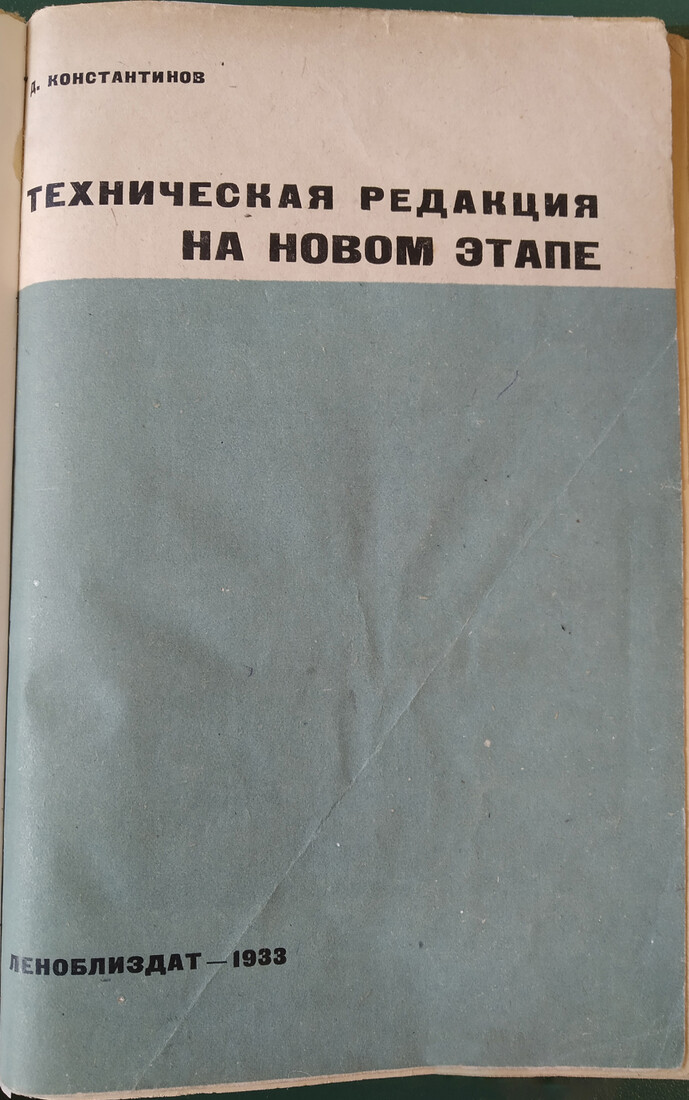 Д. КОНСТАНТИНОВ
ТЕХНИЧЕСКАЯ РЕДАКЦИЯ
НА НОВОМ ЭТАПЕ
ЛЕНОБЛИЗДАТ — 1933